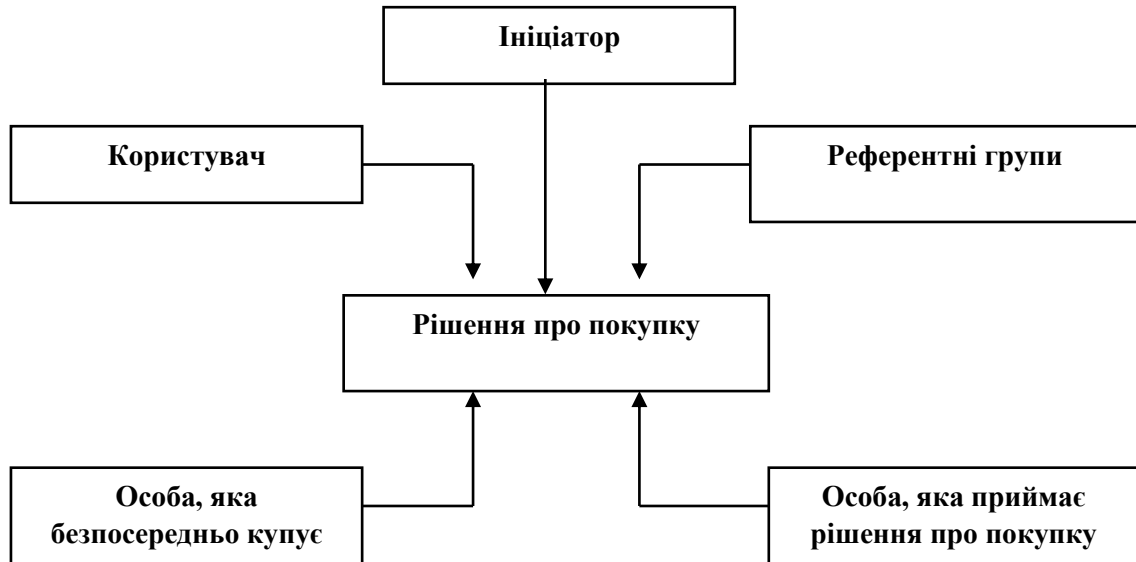 Ініціатор
Користувач
Референтні групи
Рішення про покупку
Особа, яка
безпосередньо купує
Особа, яка приймає
рішення про покупку